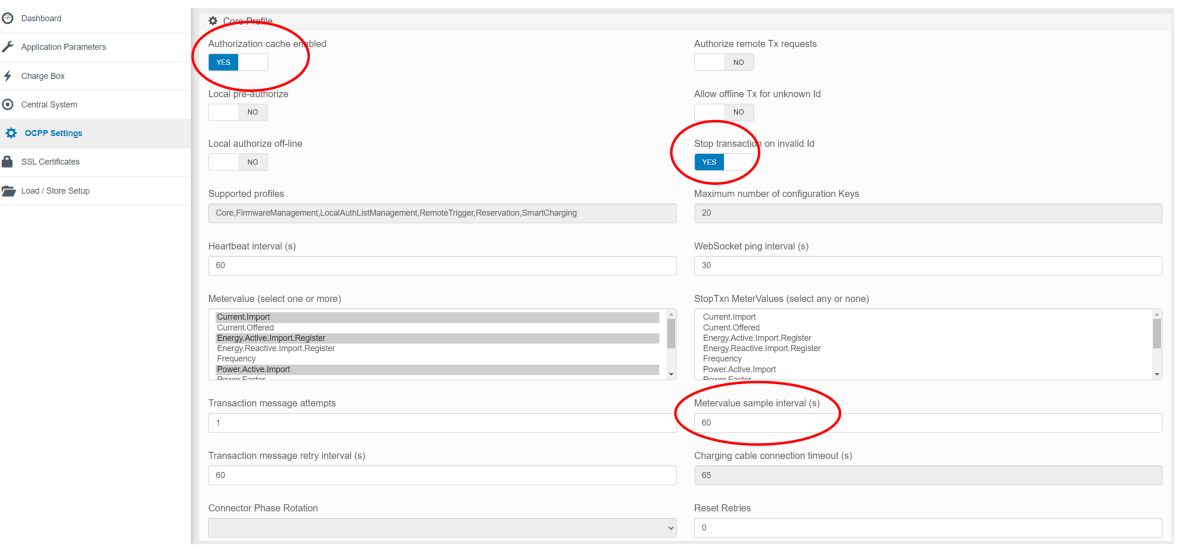 Dashboard
Application Parameters
Charge Box
Central System
OCPP Settings
SSL Certificates
Load / Store Setup
Core Profile
Authorization cache enabled
YES
Authorize remote Tx requests
NO
Local pre-authorize
NO
Allow offline Tx for unknown Id
NO
Local authorize off-line
NO
Stop transaction on invalid Id
YES
Supported profiles
Core,FirmwareManagement,LocalAuthListManagement,RemoteTrigger,Reservation,SmartCharging
Maximum number of configuration Keys
20
Heartbeat interval (s)
60
WebSocket ping interval (s)
30
Metervalue (select one or more)
Current.Import
Current.Offered
Energy.Active.Import.Register
Energy.Reactive.Import.Register
Frequency
Power.Active.Import
Power.Factor
StopTxn MeterValues (select any or none)
Current.Import
Current.Offered
Energy.Active.Import.Register
Energy.Reactive.Import.Register
Frequency
Power.Active.Import
Power.Factor
Transaction message attempts
1
Metervalue sample interval (s)
60
Transaction message retry interval (s)
60
Charging cable connection timeout (s)
65
Connector Phase Rotation
Reset Retries
0